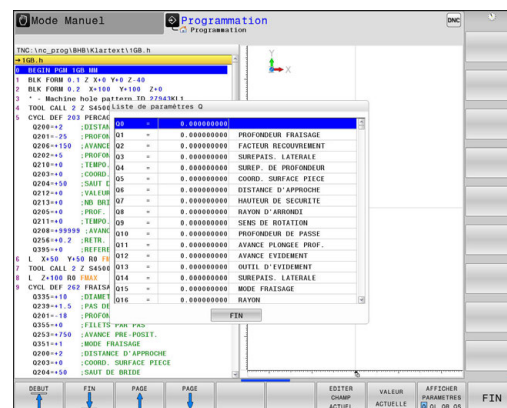 Mode Manuel
Programmation
Programmation
DNC
TNC:\nc_prog\BHB\Klartext\1GB.h
→1GB.h
0 BEGIN PGM 1GB MM
1 BLK FORM 0.1 Z X+0 Y+0 Z-40
2 BLK FORM 0.2 X+100 Y+100 Z+0
3 * - Machine hole pattern ID 27943KL1
4 TOOL CALL 2 Z S4500
5 CYCL DEF 203 PERCAG
Q200=+2 ;DISTAN
Q201=-25 ;PROFON
Q206=+150 ;AVANCE
Q202=+5 ;PROFON
Q210=+0 ;TEMPO.
Q203=+0 ;COORD.
Q204=+50 ;SAUT D
Q212=+0 ;VALEUR
Q213=+0 ;NB BRI
Q205=+0 ;PROF.
Q211=+0 ;TEMPO.
Q208=+99999 ;AVANC
Q256=+0.2 ;RETR.
Q395=+0 ;REFERE
6 L X+50 Y+50 R0 FM
7 TOOL CALL 2 Z S4500
8 L Z+100 R0 FMAX
9 CYCL DEF 262 FRAISA
Q335=+10 ;DIAMET
Q239=+1.5 ;PAS DE
Q201=-18 ;PROFON
Q355=+0 ;FILETS PAR PAS
Q253=+750 ;AVANCE PRE-POSIT.
Q351=+1 ;MODE FRAISAGE
Q200=+2 ;DISTANCE D'APPROCHE
Q203=+0 ;COORD. SURFACE PIECE
Q204=+50 ;SAUT DE BRIDE
Y
X
Liste de paramètres Q
Q0 = 0.000000000
Q1 = 0.000000000 PROFONDEUR FRAISAGE
Q2 = 0.000000000 FACTEUR RECOUVREMENT
Q3 = 0.000000000 SUREPAIS. LATERALE
Q4 = 0.000000000 SUREP. DE PROFONDEUR
Q5 = 0.000000000 COORD. SURFACE PIECE
Q6 = 0.000000000 DISTANCE D'APPROCHE
Q7 = 0.000000000 HAUTEUR DE SECURITE
Q8 = 0.000000000 RAYON D'ARRONDI
Q9 = 0.000000000 SENS DE ROTATION
Q10 = 0.000000000 PROFONDEUR DE PASSE
Q11 = 0.000000000 AVANCE PLONGEE PROF.
Q12 = 0.000000000 AVANCE EVIDEMENT
Q13 = 0.000000000 OUTIL D'EVIDEMENT
Q14 = 0.000000000 SUREPAIS. LATERALE
Q15 = 0.000000000 MODE FRAISAGE
Q16 = 0.000000000 RAYON
FIN
DEBUT
FIN
PAGE
PAGE
EDITER
CHAMP
ACTUEL
VALEUR
ACTUELLE
AFFICHER
PARAMETRES
FIN